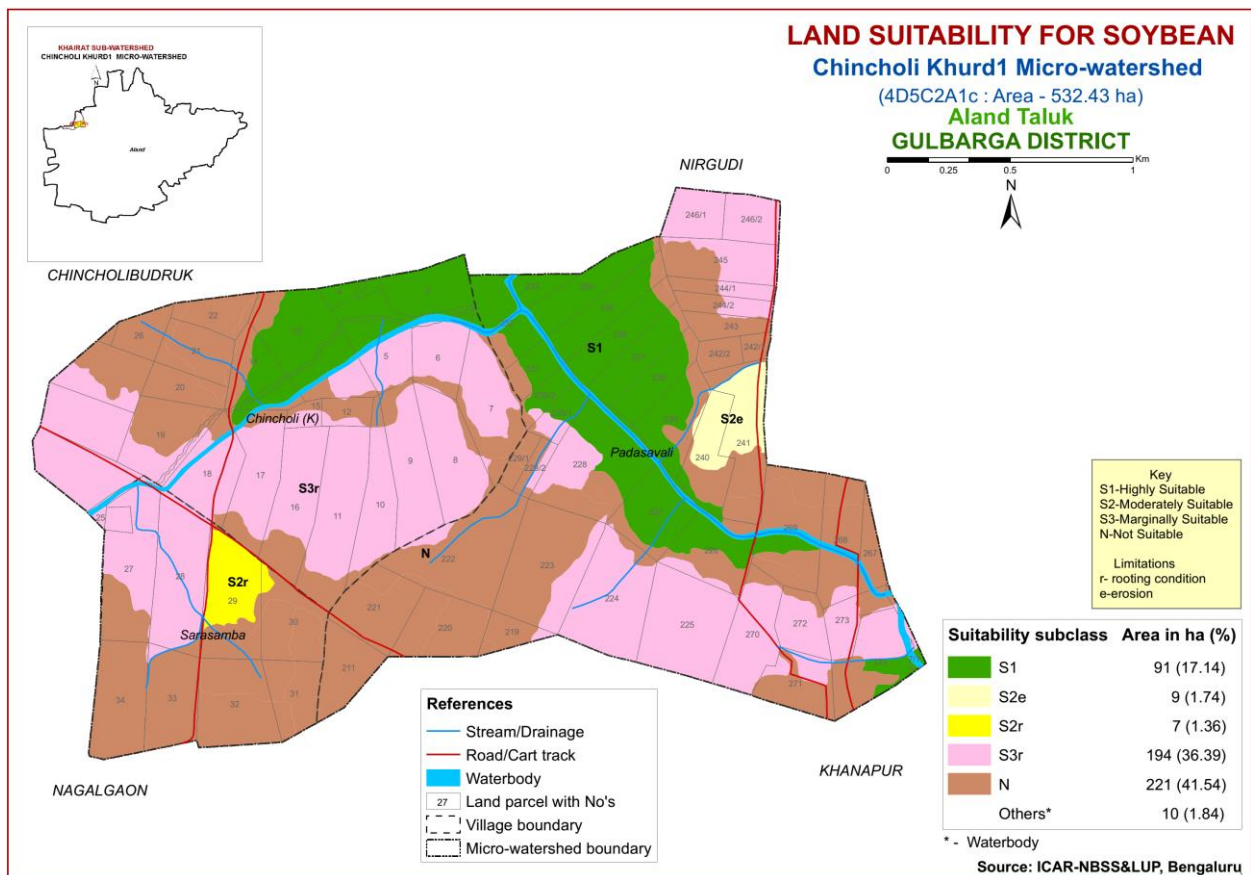 LAND SUITABILITY FOR SOYBEAN
Chincholi Khurd1 Micro-watershed
(4D5C2A1c : Area - 532.43 ha)
Aland Taluk
GULBARGA DISTRICT
Km
0 0.25 0.5 1
N
KHAIRAT SUB-WATERSHED
CHINCHOLI KHURD1 MICRO-WATERSHED
N
Aland
CHINCHOLIBUDRUK
NIRGUDI
246/1
246/2
245
244/1
244/2
243
242/2
22
26
21
20
19
5
6
7
15
12
Chincholi (K)
S1
S2e
240
241
Padasavali
18
17
16
S3r
11
10
9
8
229/1
228
N
222
223
224
225
268
267
25
27
28
S2r
29
Sarasamba
30
221
220
219
211
270
272
273
271
34
33
32
31
NAGALGAON
KHANAPUR
Key
S1-Highly Suitable
S2-Moderately Suitable
S3-Marginally Suitable
N-Not Suitable
Limitations
r- rooting condition
e-erosion
Suitability subclass Area in ha (%)
S1 91 (17.14)
S2e 9 (1.74)
S2r 7 (1.36)
S3r 194 (36.39)
N 221 (41.54)
Others* 10 (1.84)
* - Waterbody
Source: ICAR-NBSS&LUP, Bengaluru
References
Stream/Drainage
Road/Cart track
Waterbody
27 Land parcel with No's
Village boundary
Micro-watershed boundary